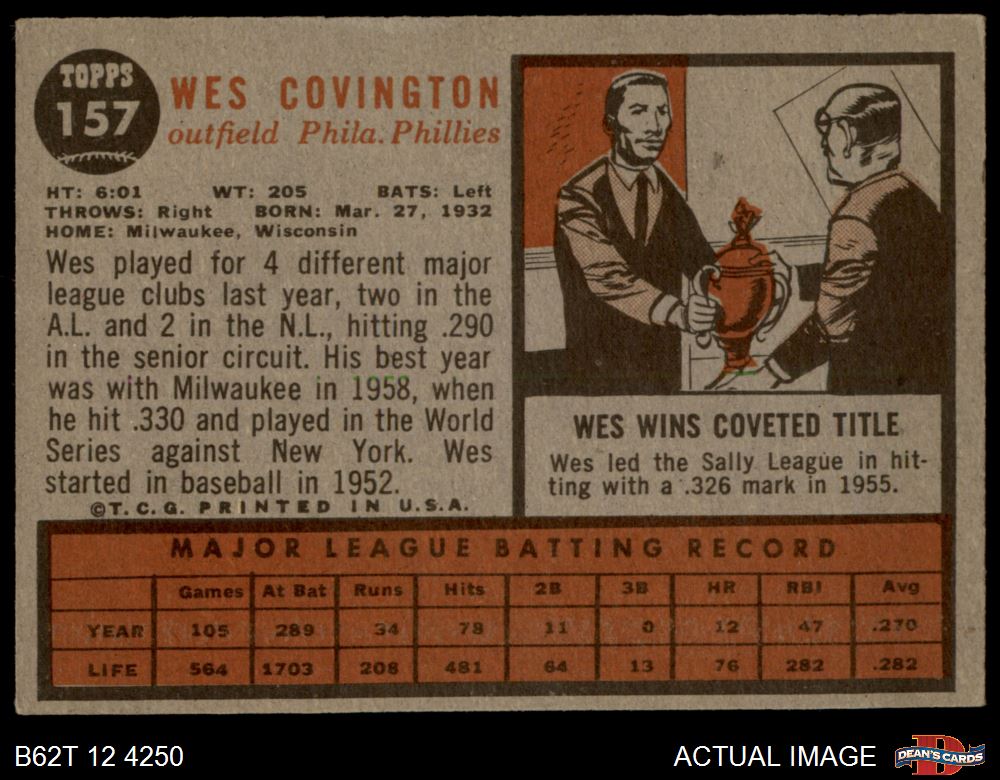 TOPPS
157
WES COVINGTON
outfield Phila. Phillies
HT: 6:01 WT: 205 BATS: Left
THROWS: Right BORN: Mar. 27, 1932
HOME: Milwaukee, Wisconsin
Wes played for 4 different major
league clubs last year, two in the
A.L. and 2 in the N.L., hitting .290
in the senior circuit. His best year
was with Milwaukee in 1958, when
he hit .330 and played in the World
Series against New York. Wes
started in baseball in 1952.
©T. C. G. PRINTED IN U.S.A.
WES WINS COVETED TITLE
Wes led the Sally League in hit-
ting with a .326 mark in 1955.
MAJOR LEAGUE BATTING RECORD
Games At Bat Runs Hits 2B 3B HR RBI Avg
YEAR 105 289 34 78 11 0 12 47 .270
LIFE 564 1703 208 481 64 13 76 282 .282
B62T 12 4250 ACTUAL IMAGE DEAN'S CARDS